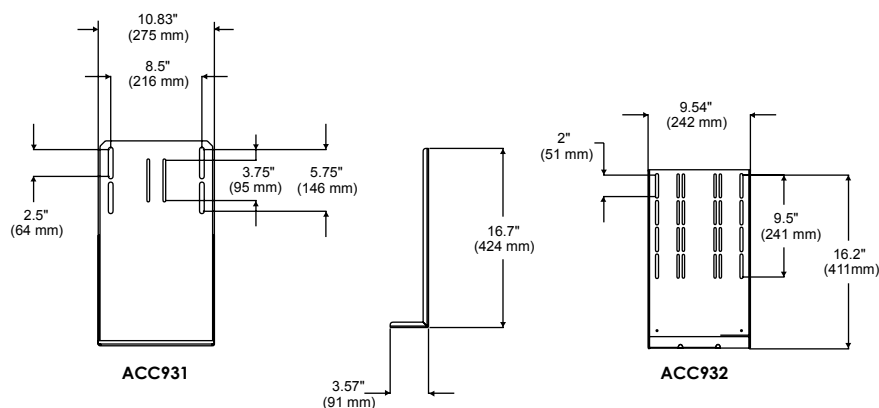 10.83"
(275 mm)
8.5"
(216 mm)
2.5"
(64 mm)
3.75"
(95 mm)
5.75"
(146 mm)
ACC931
16.7"
(424 mm)
3.57"
(91 mm)
9.54"
(242 mm)
2"
(51 mm)
9.5"
(241 mm)
16.2"
(411mm)
ACC932